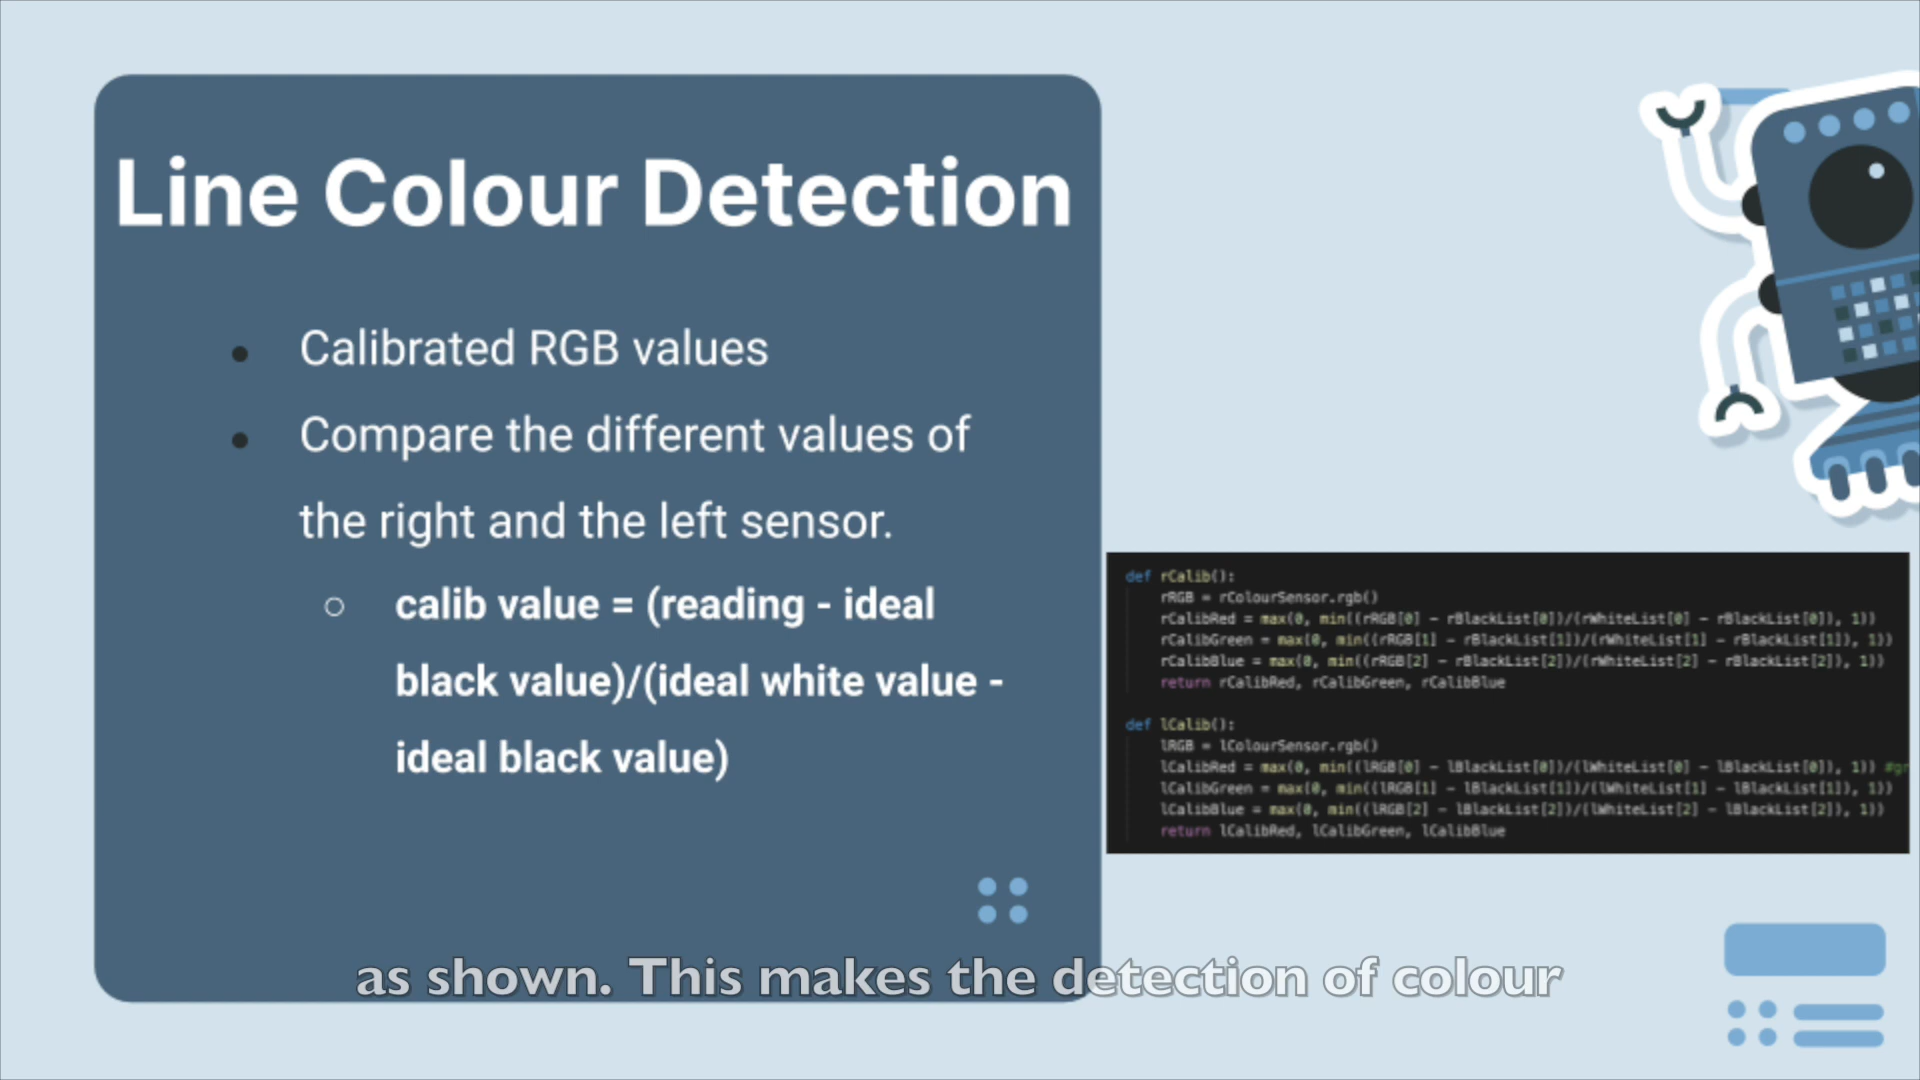 Line Colour Detection
Calibrated RGB values
Compare the different values of
the right and the left sensor.
calib value = (reading - ideal
black value)/(ideal white value -
ideal black value)
def rCalib():
rRGB = rColourSensor.rgb()
rCalibRed = max(0, min((rRGB[0] - rBlackList[0])/(rWhiteList[0] - rBlackList[0]), 1))
rCalibGreen = max(0, min((rRGB[1] - rBlackList[1])/(rWhiteList[1] - rBlackList[1]), 1))
rCalibBlue = max(0, min((rRGB[2] - rBlackList[2])/(rWhiteList[2] - rBlackList[2]), 1))
return rCalibRed, rCalibGreen, rCalibBlue
def lCalib():
lRGB = lColourSensor.rgb()
lCalibRed = max(0, min((lRGB[0] - lBlackList[0])/(lWhiteList[0] - lBlackList[0]), 1))
lCalibGreen = max(0, min((lRGB[1] - lBlackList[1])/(lWhiteList[1] - lBlackList[1]), 1))
lCalibBlue = max(0, min((lRGB[2] - lBlackList[2])/(lWhiteList[2] - lBlackList[2]), 1))
return lCalibRed, lCalibGreen, lCalibBlue
as shown. This makes the detection of colour